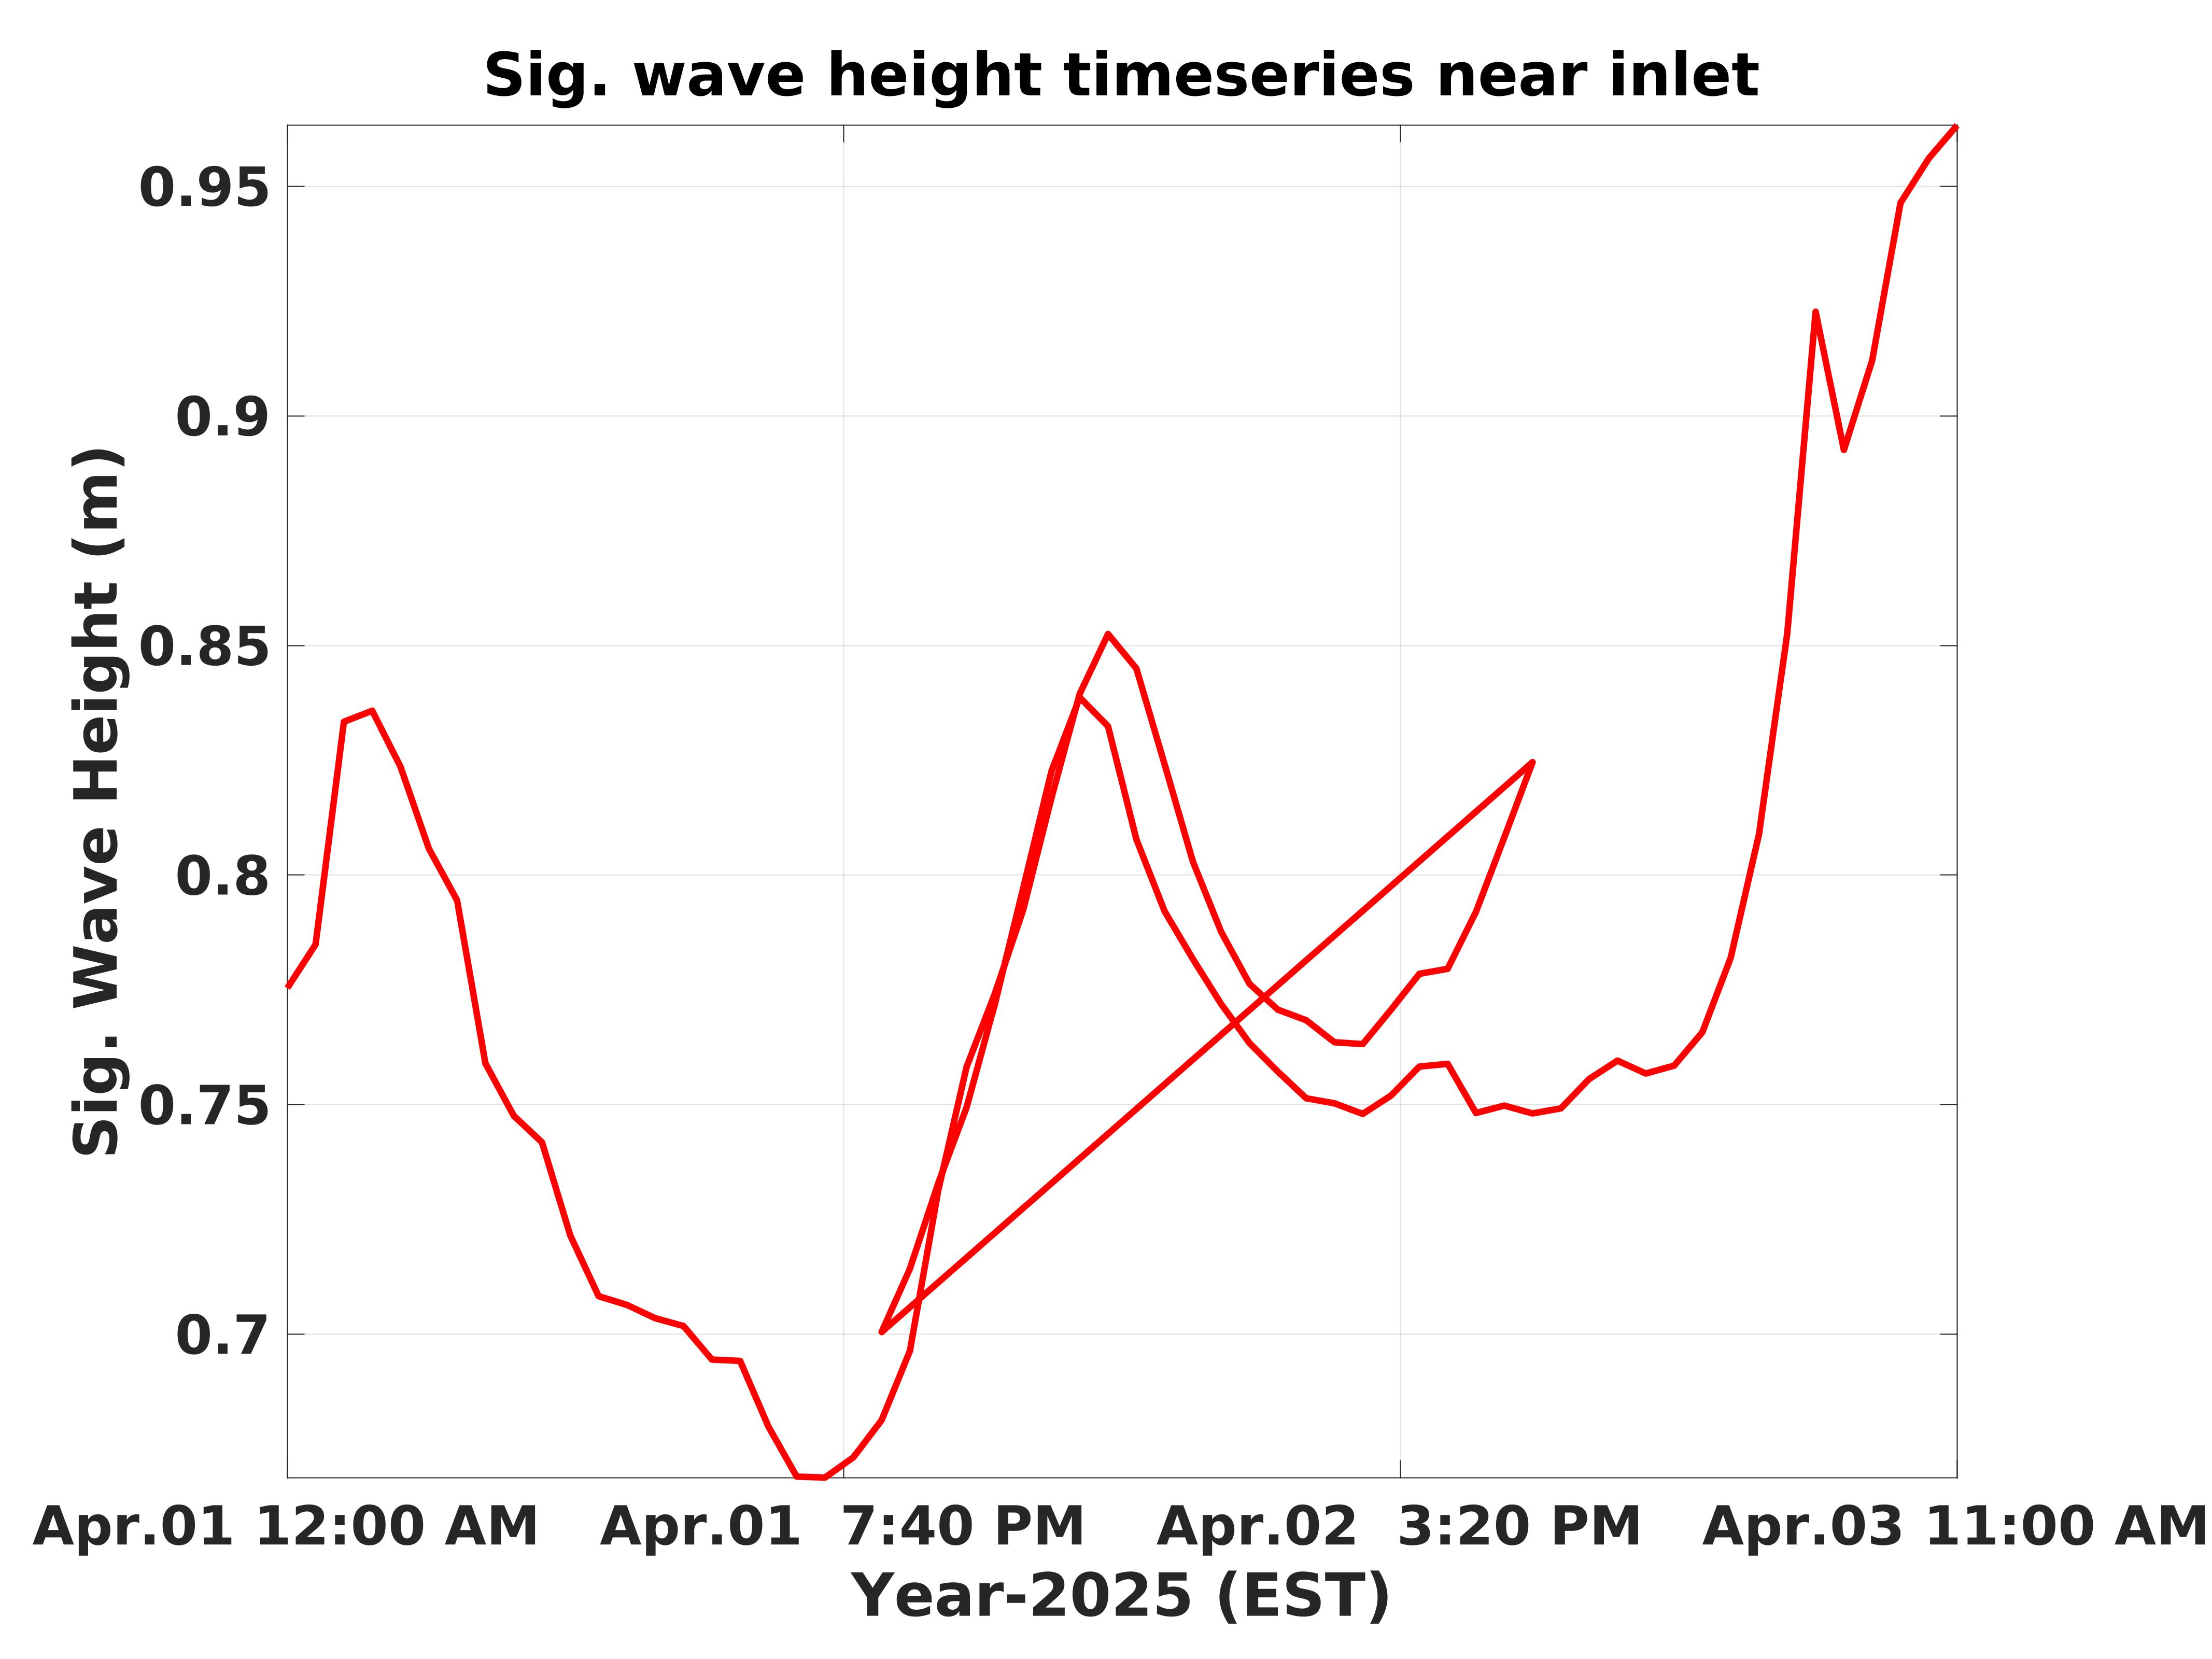 Sig. wave height timeseries near inlet
Sig. Wave Height (m)
0.95
0.9
0.85
0.8
0.75
0.7
Apr.01 12:00 AM Apr.01 7:40 PM Apr.02 3:20 PM Apr.03 11:00 AM
Year-2025 (EST)